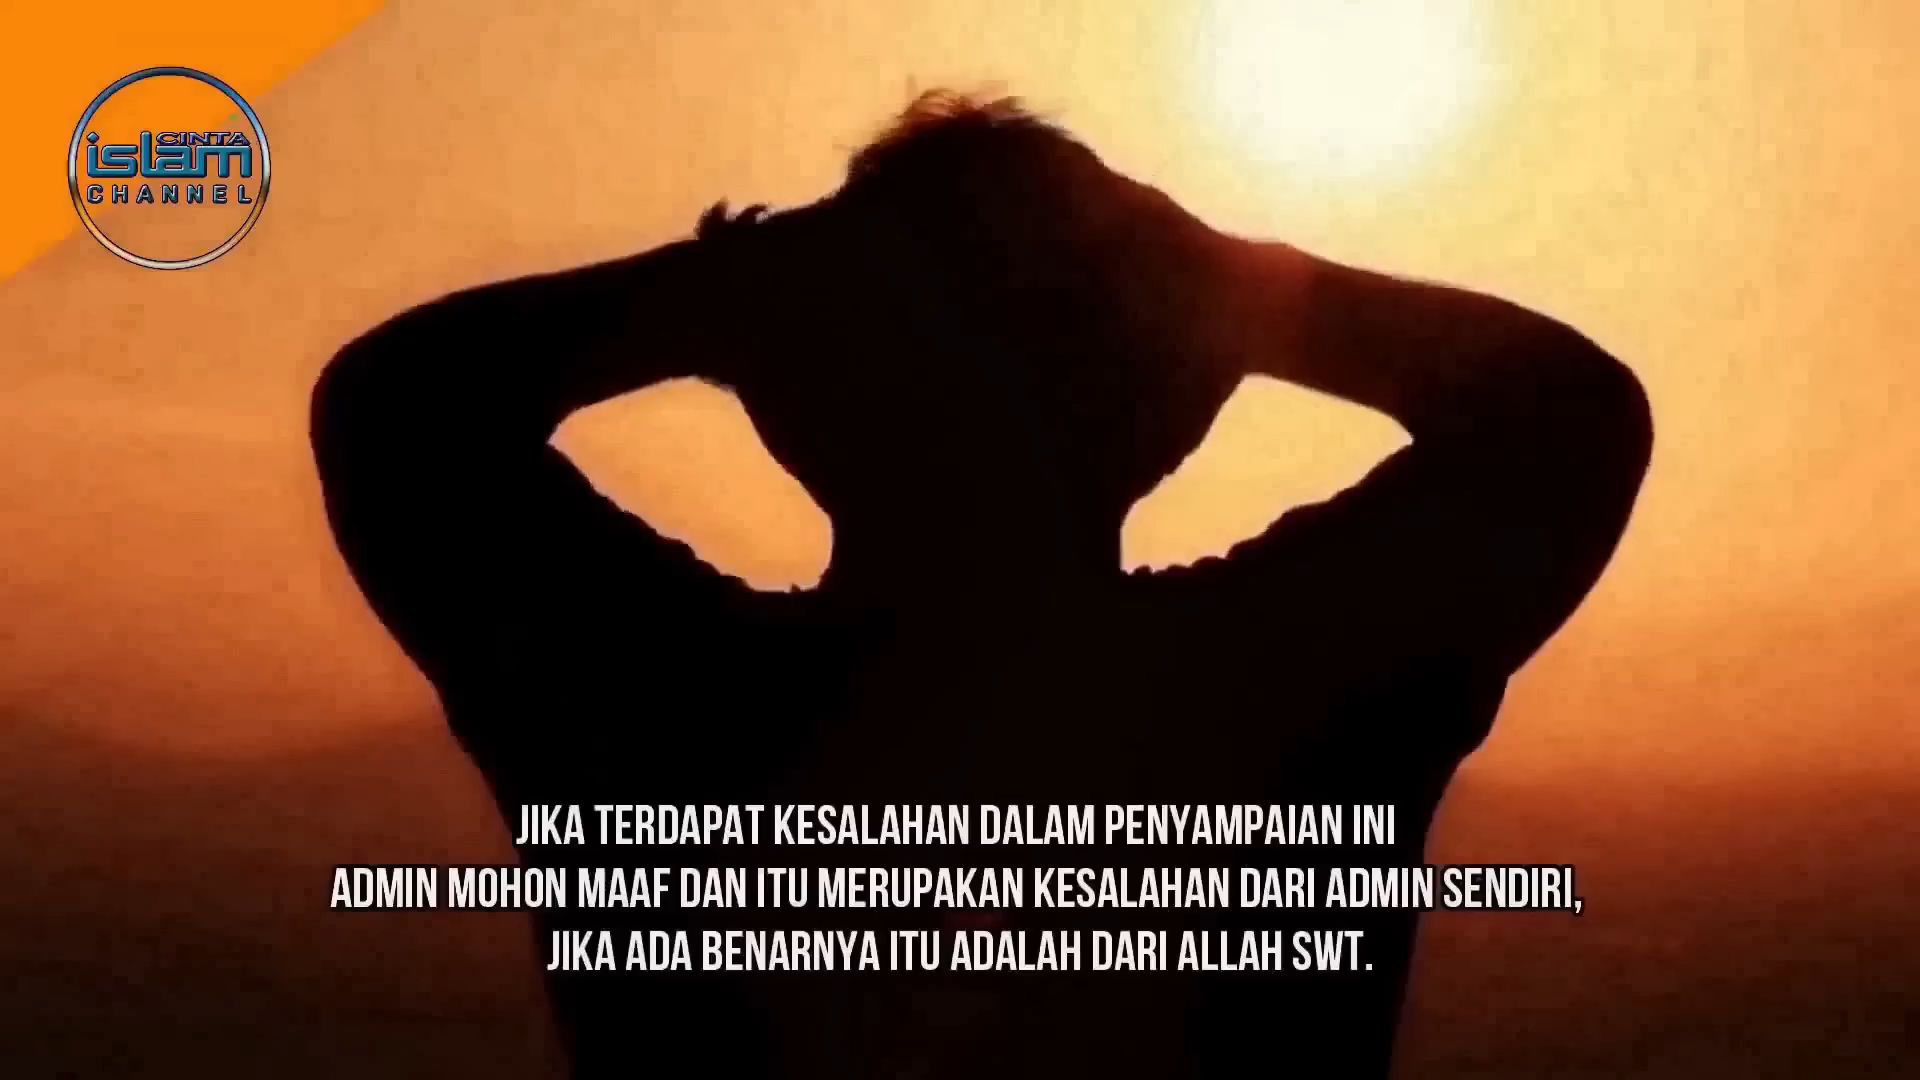 CINTA
islam
CHANNEL
JIKA TERDAPAT KESALAHAN DALAM PENYAMPAIAN INI
ADMIN MOHON MAAF DAN ITU MERUPAKAN KESALAHAN DARI ADMIN SENDIRI,
JIKA ADA BENARNYA ITU ADALAH DARI ALLAH SWT.